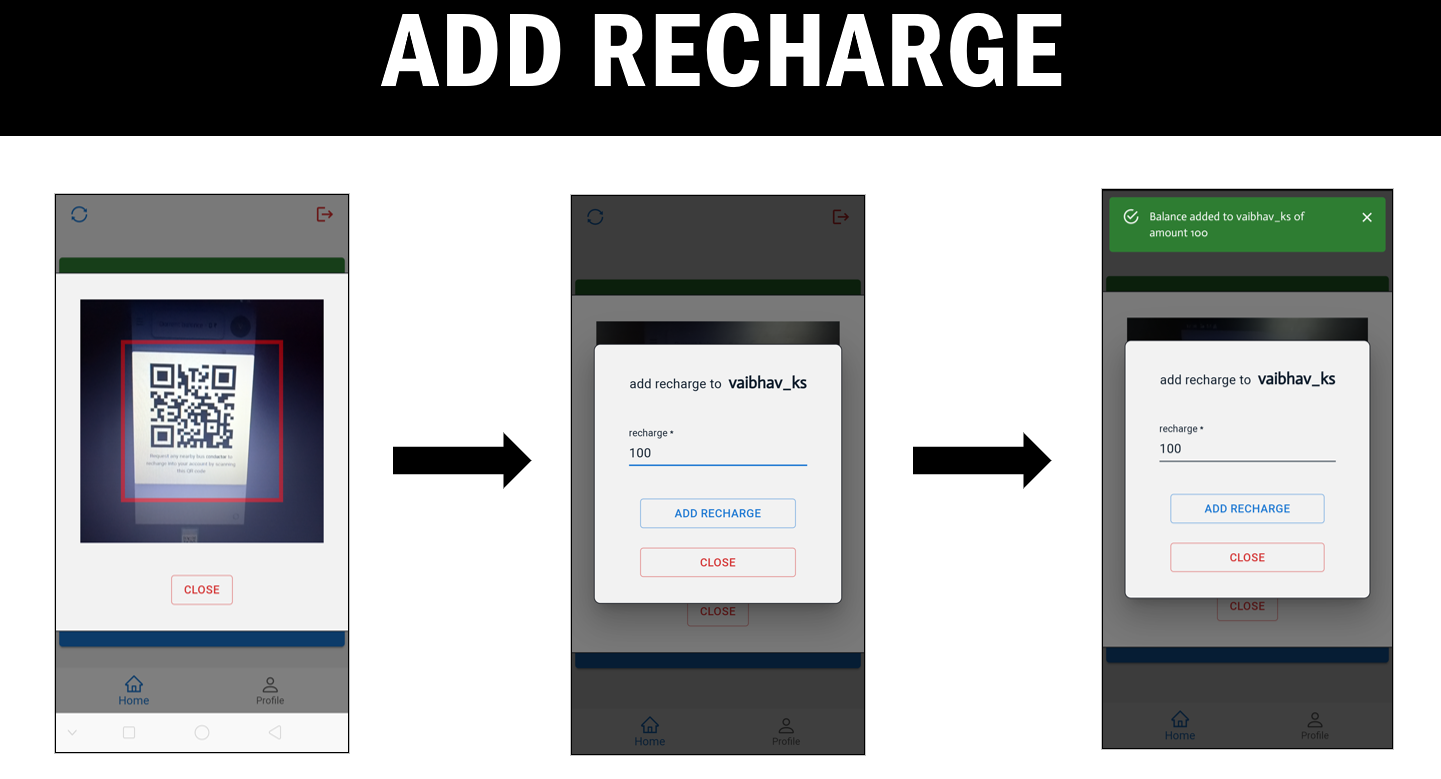 ADD RECHARGE
Request any nearby bus conductor to
recharge into your account by scanning
this QR code
CLOSE
Home
Profile
add recharge to vaibhav_ks
recharge *
100
ADD RECHARGE
CLOSE
CLOSE
Home
Profile
Balance added to vaibhav_ks of
amount 100
add recharge to vaibhav_ks
recharge *
100
ADD RECHARGE
CLOSE
CLOSE
Home
Profile